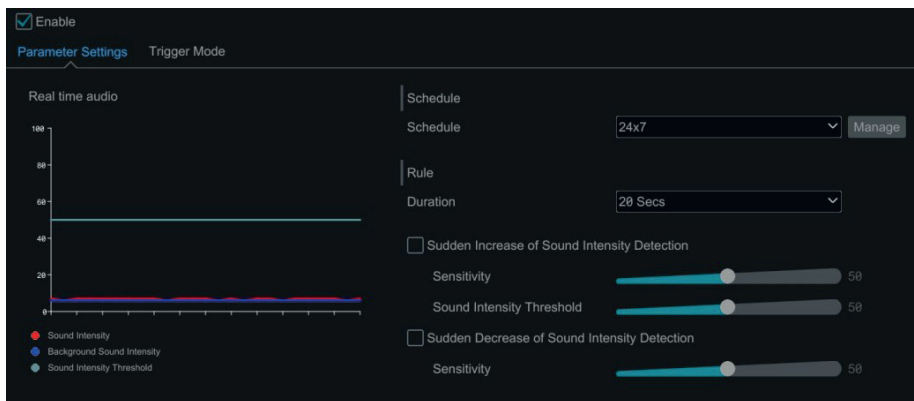 Enable
Parameter Settings Trigger Mode
Real time audio
100
80
60
40
20
0
Sound Intensity
Background Sound Intensity
Sound Intensity Threshold
Schedule
Schedule 24x7 Manage
Rule
Duration 20 Secs
Sudden Increase of Sound Intensity Detection
Sensitivity 50
Sound Intensity Threshold 50
Sudden Decrease of Sound Intensity Detection
Sensitivity 50